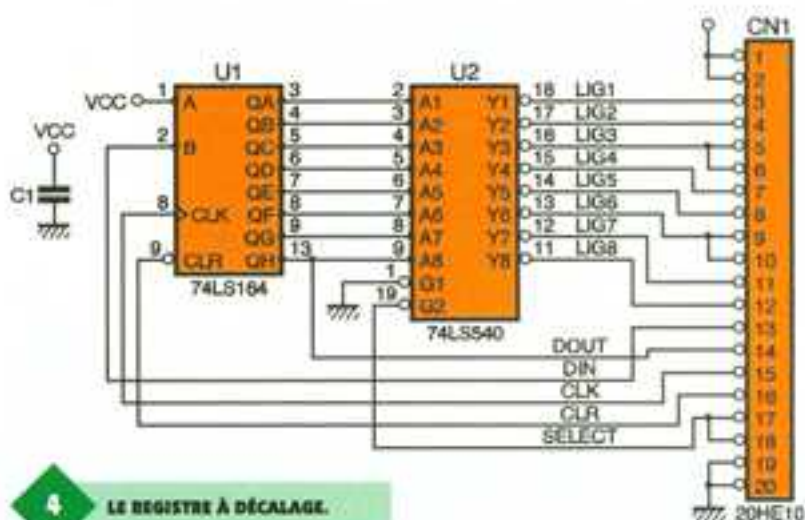 CN1
U1
U2
VCC
1
A
QA
3
2
A1
Y1
18
LIG1
QB
4
3
A2
Y2
17
LIG2
2
B
QC
5
4
A3
Y3
16
LIG3
QD
6
5
A4
Y4
15
LIG4
QE
7
6
A5
Y5
14
LIG5
8
CLK
QF
8
7
A6
Y6
13
LIG6
QG
9
8
A7
Y7
12
LIG7
9
CLR
QH
13
9
A8
Y8
11
LIG8
1
G1
19
G2
VCC
C1
74LS164
74LS540
DOUT
DIN
CLK
CLR
SELECT
1
2
3
4
5
6
7
8
9
10
11
12
13
14
15
16
17
18
19
20
20HE10
4
LE REGISTRE À DÉCALAGE.